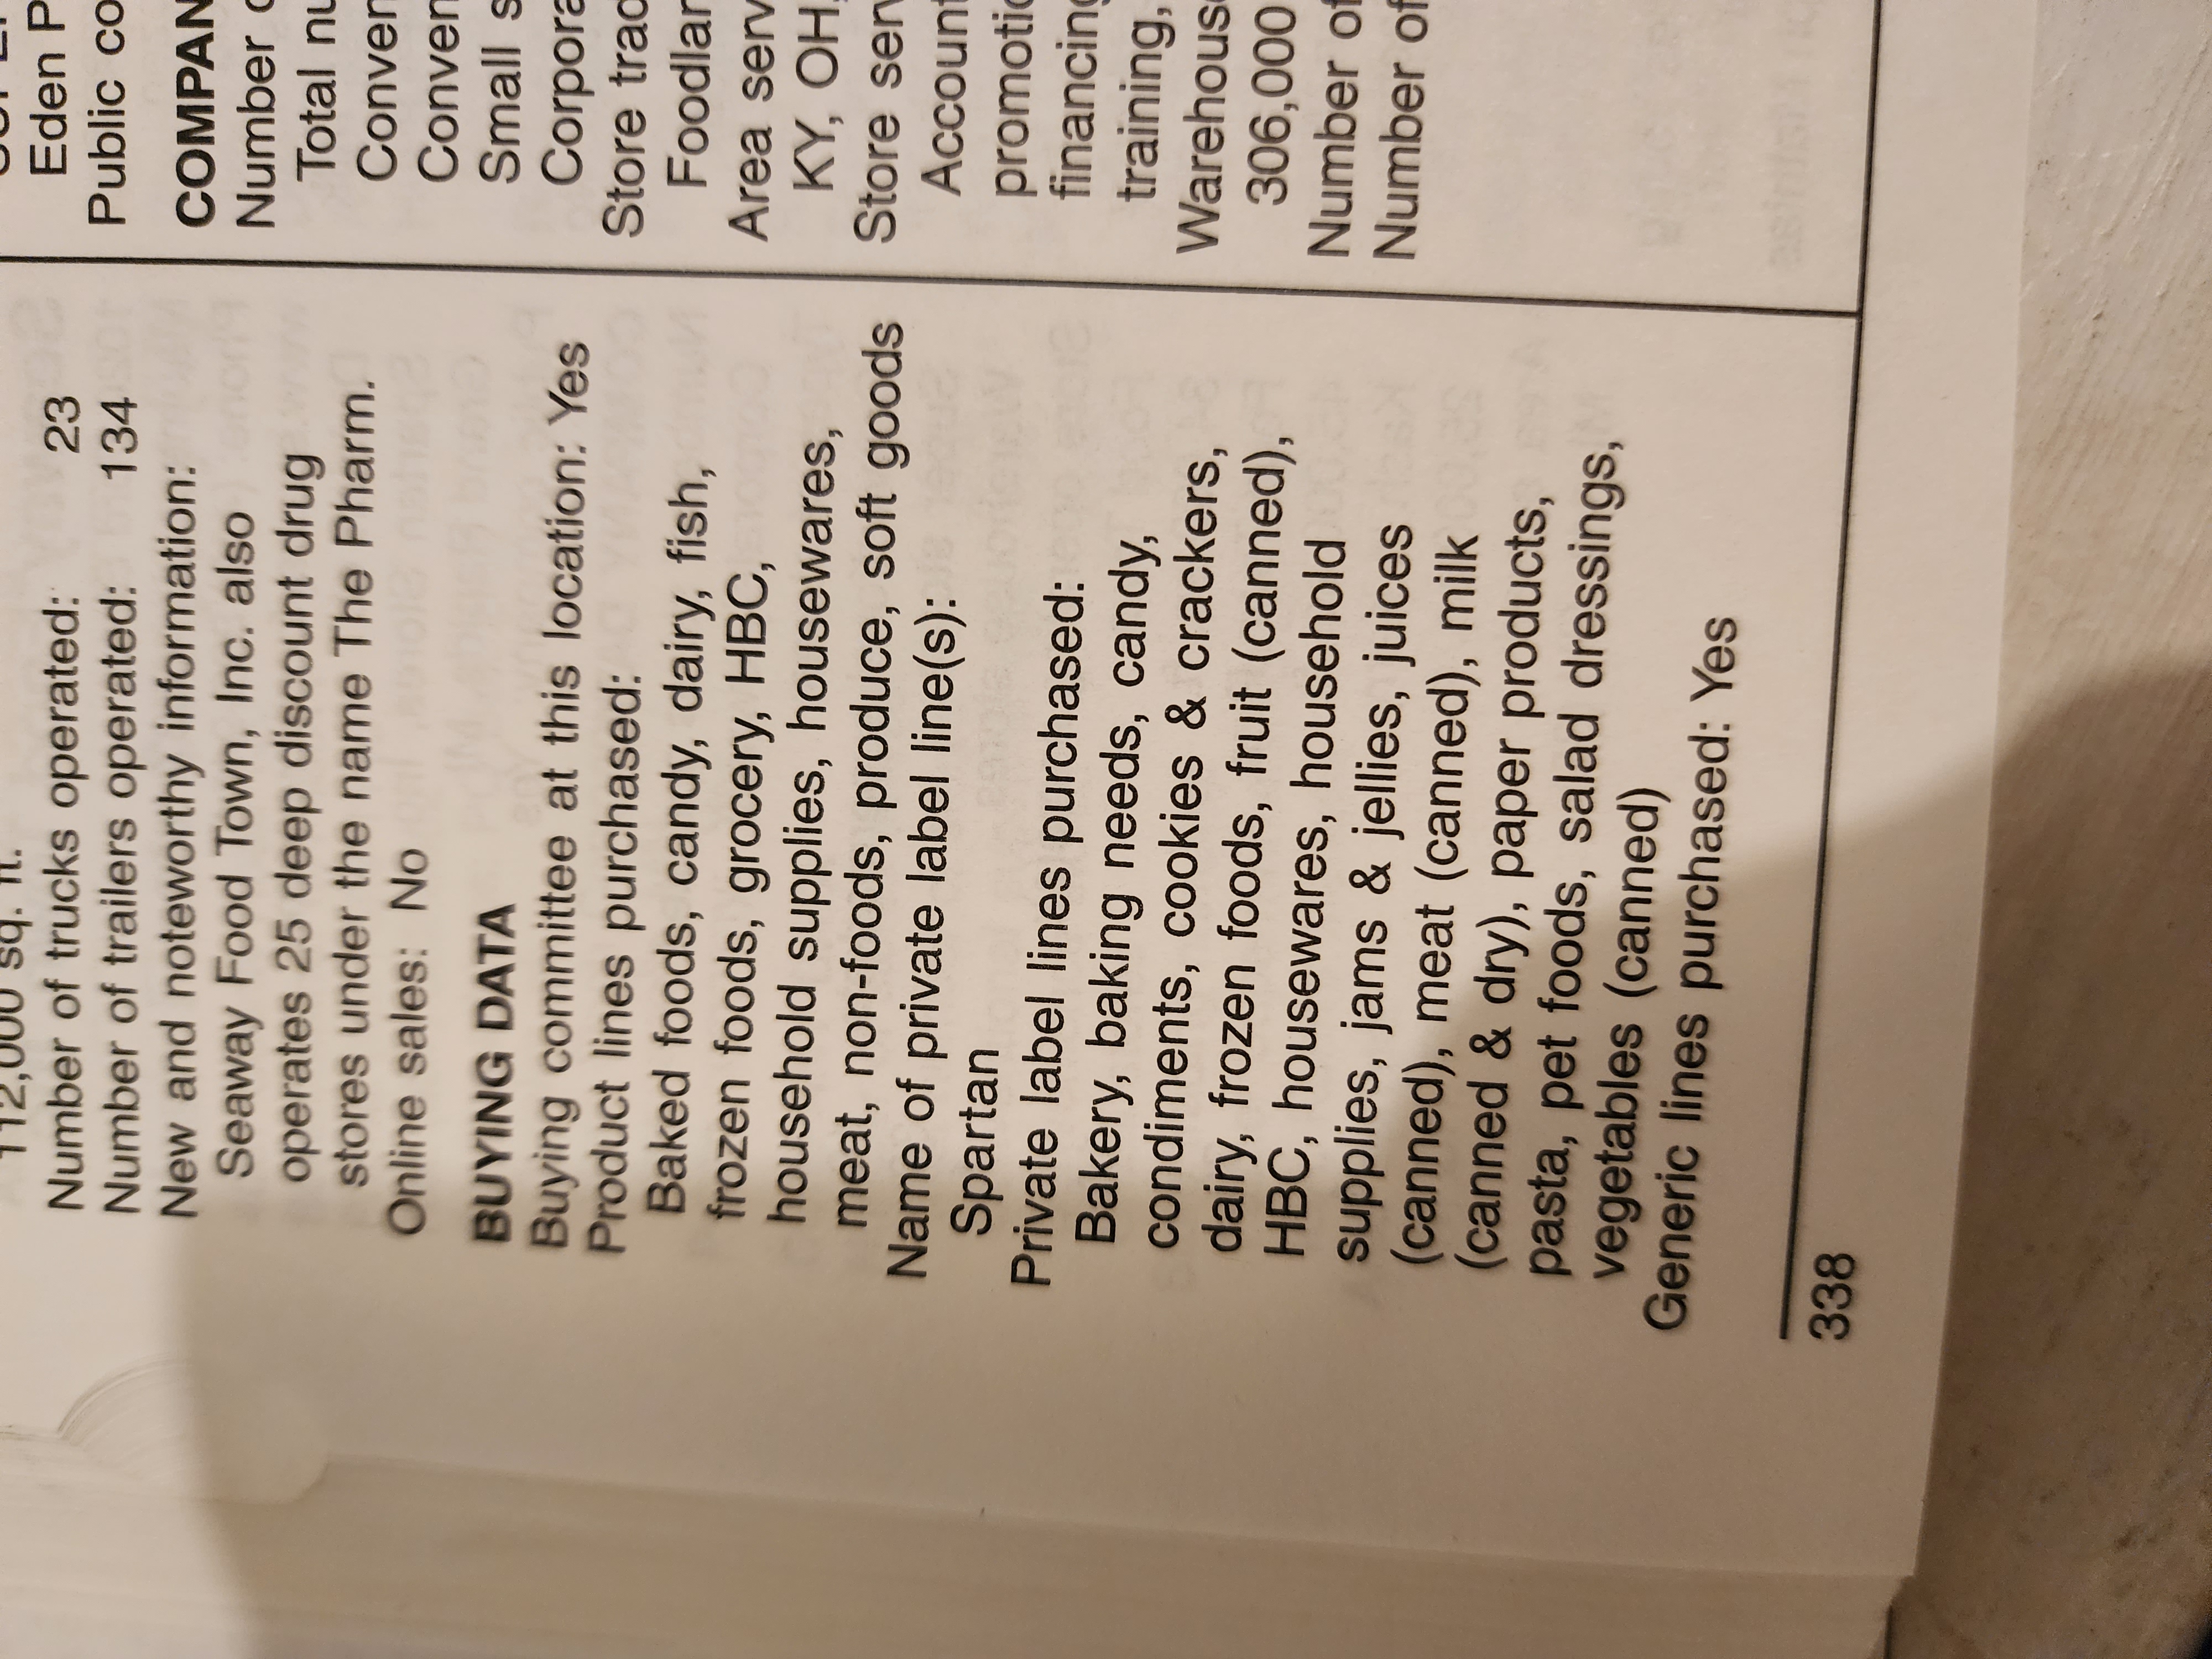 112,000 sq. ft.
Number of trucks operated: 23
Number of trailers operated: 134
New and noteworthy information:
Seaway Food Town, Inc. also
operates 25 deep discount drug
stores under the name The Pharm.
Online sales: No
BUYING DATA
Buying committee at this location: Yes
Product lines purchased:
Baked foods, candy, dairy, fish,
frozen foods, grocery, HBC,
household supplies, housewares,
meat, non-foods, produce, soft goods
Name of private label line(s):
Spartan
Private label lines purchased:
Bakery, baking needs, candy,
condiments, cookies & crackers,
dairy, frozen foods, fruit (canned),
HBC, housewares, household
supplies, jams & jellies, juices
(canned), meat (canned), milk
(canned & dry), paper products,
pasta, pet foods, salad dressings,
vegetables (canned)
Generic lines purchased: Yes
338
Eden P
Public co
COMPAN
Number o
Total nu
Conven
Conven
Small s
Corpora
Store trad
Foodlan
Area serv
KY, OH,
Store serv
Account
promotio
financing
training,
Warehous
306,000
Number of
Number of